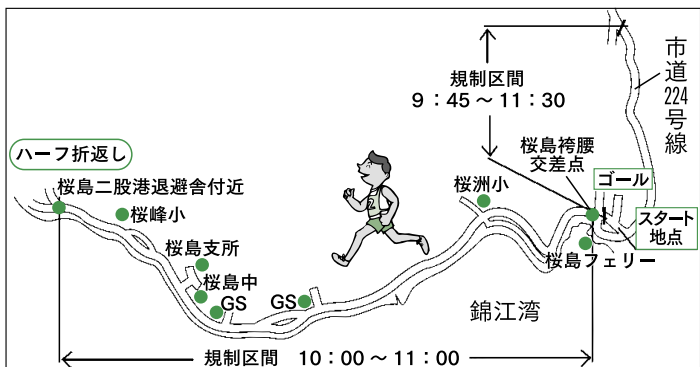 規制区間
9：45～11：30
市道224号線
ハーフ折返し
桜島二股港退避舎付近
桜峰小
桜島支所
桜島中
GS
GS
2
桜洲小
桜島袴腰
交差点
ゴール
スタート
地点
桜島フェリー
錦江湾
規制区間　10：00～11：00